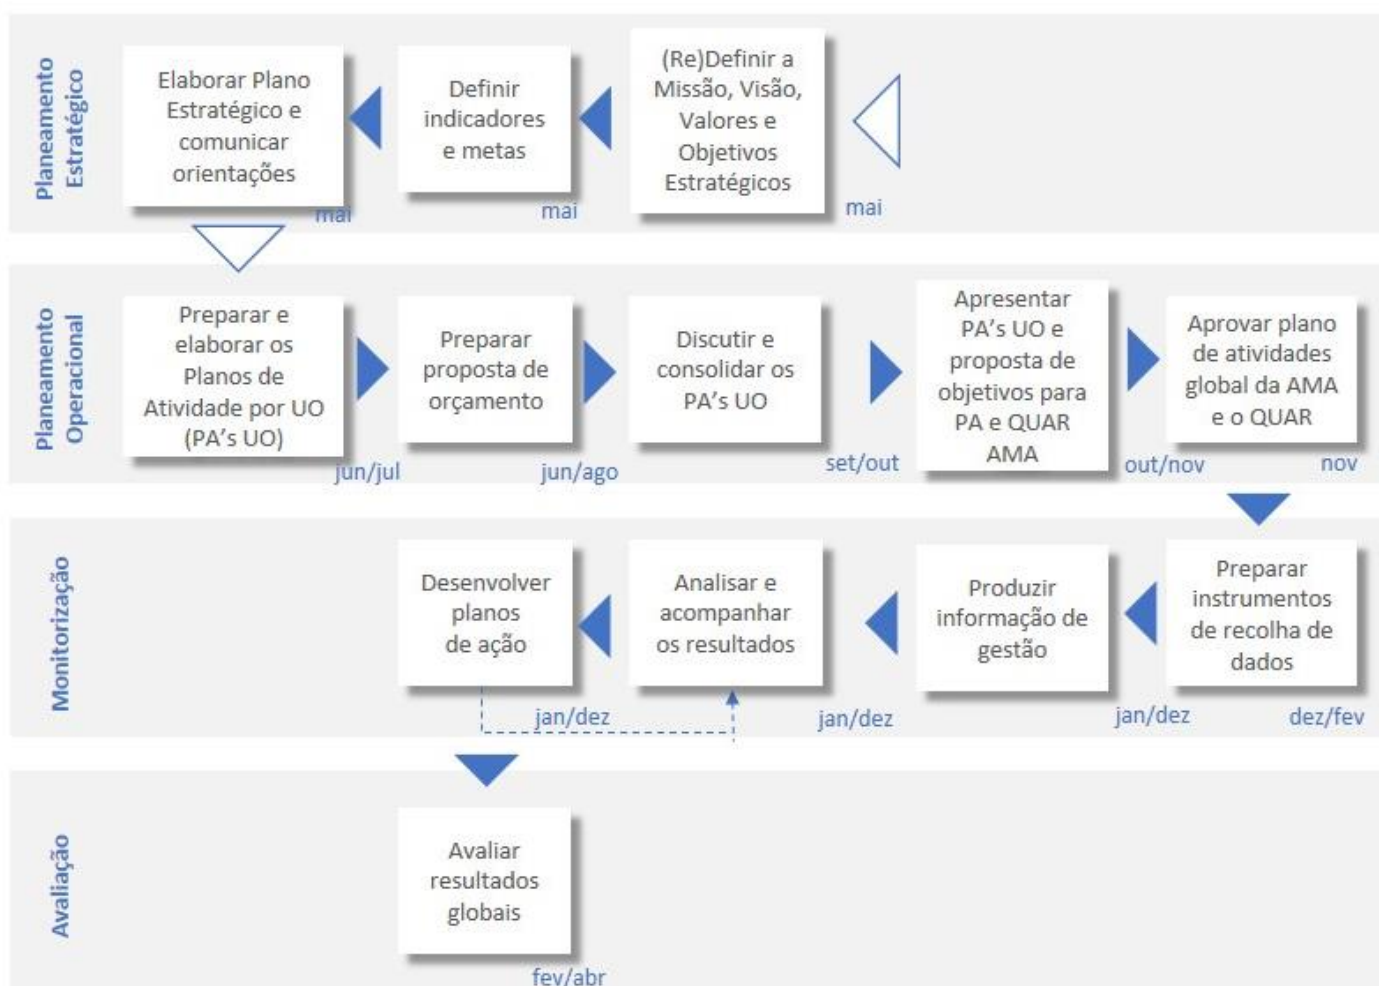 Planeamento
Estratégico
Elaborar Plano
Estratégico e
comunicar
orientações
mai
Definir
indicadores
e metas
mai
(Re)Definir a
Missão, Visão,
Valores e
Objetivos
Estratégicos
mai
Planeamento
Operacional
Preparar e
elaborar os
Planos de
Atividade por UO
(PA's UO)
jun/jul
Preparar
proposta de
orçamento
jun/ago
Discutir e
consolidar os
PA's UO
set/out
Apresentar
PA's UO e
proposta de
objetivos para
PA e QUAR
AMA
out/nov
Aprovar plano
de atividades
global da AMA
e o QUAR
nov
Monitorização
Desenvolver
planos
de ação
jan/dez
Analisar e
acompanhar
os resultados
jan/dez
Produzir
informação de
gestão
jan/dez
Preparar
instrumentos
de recolha de
dados
dez/fev
Avaliação
Avaliar
resultados
globais
fev/abr